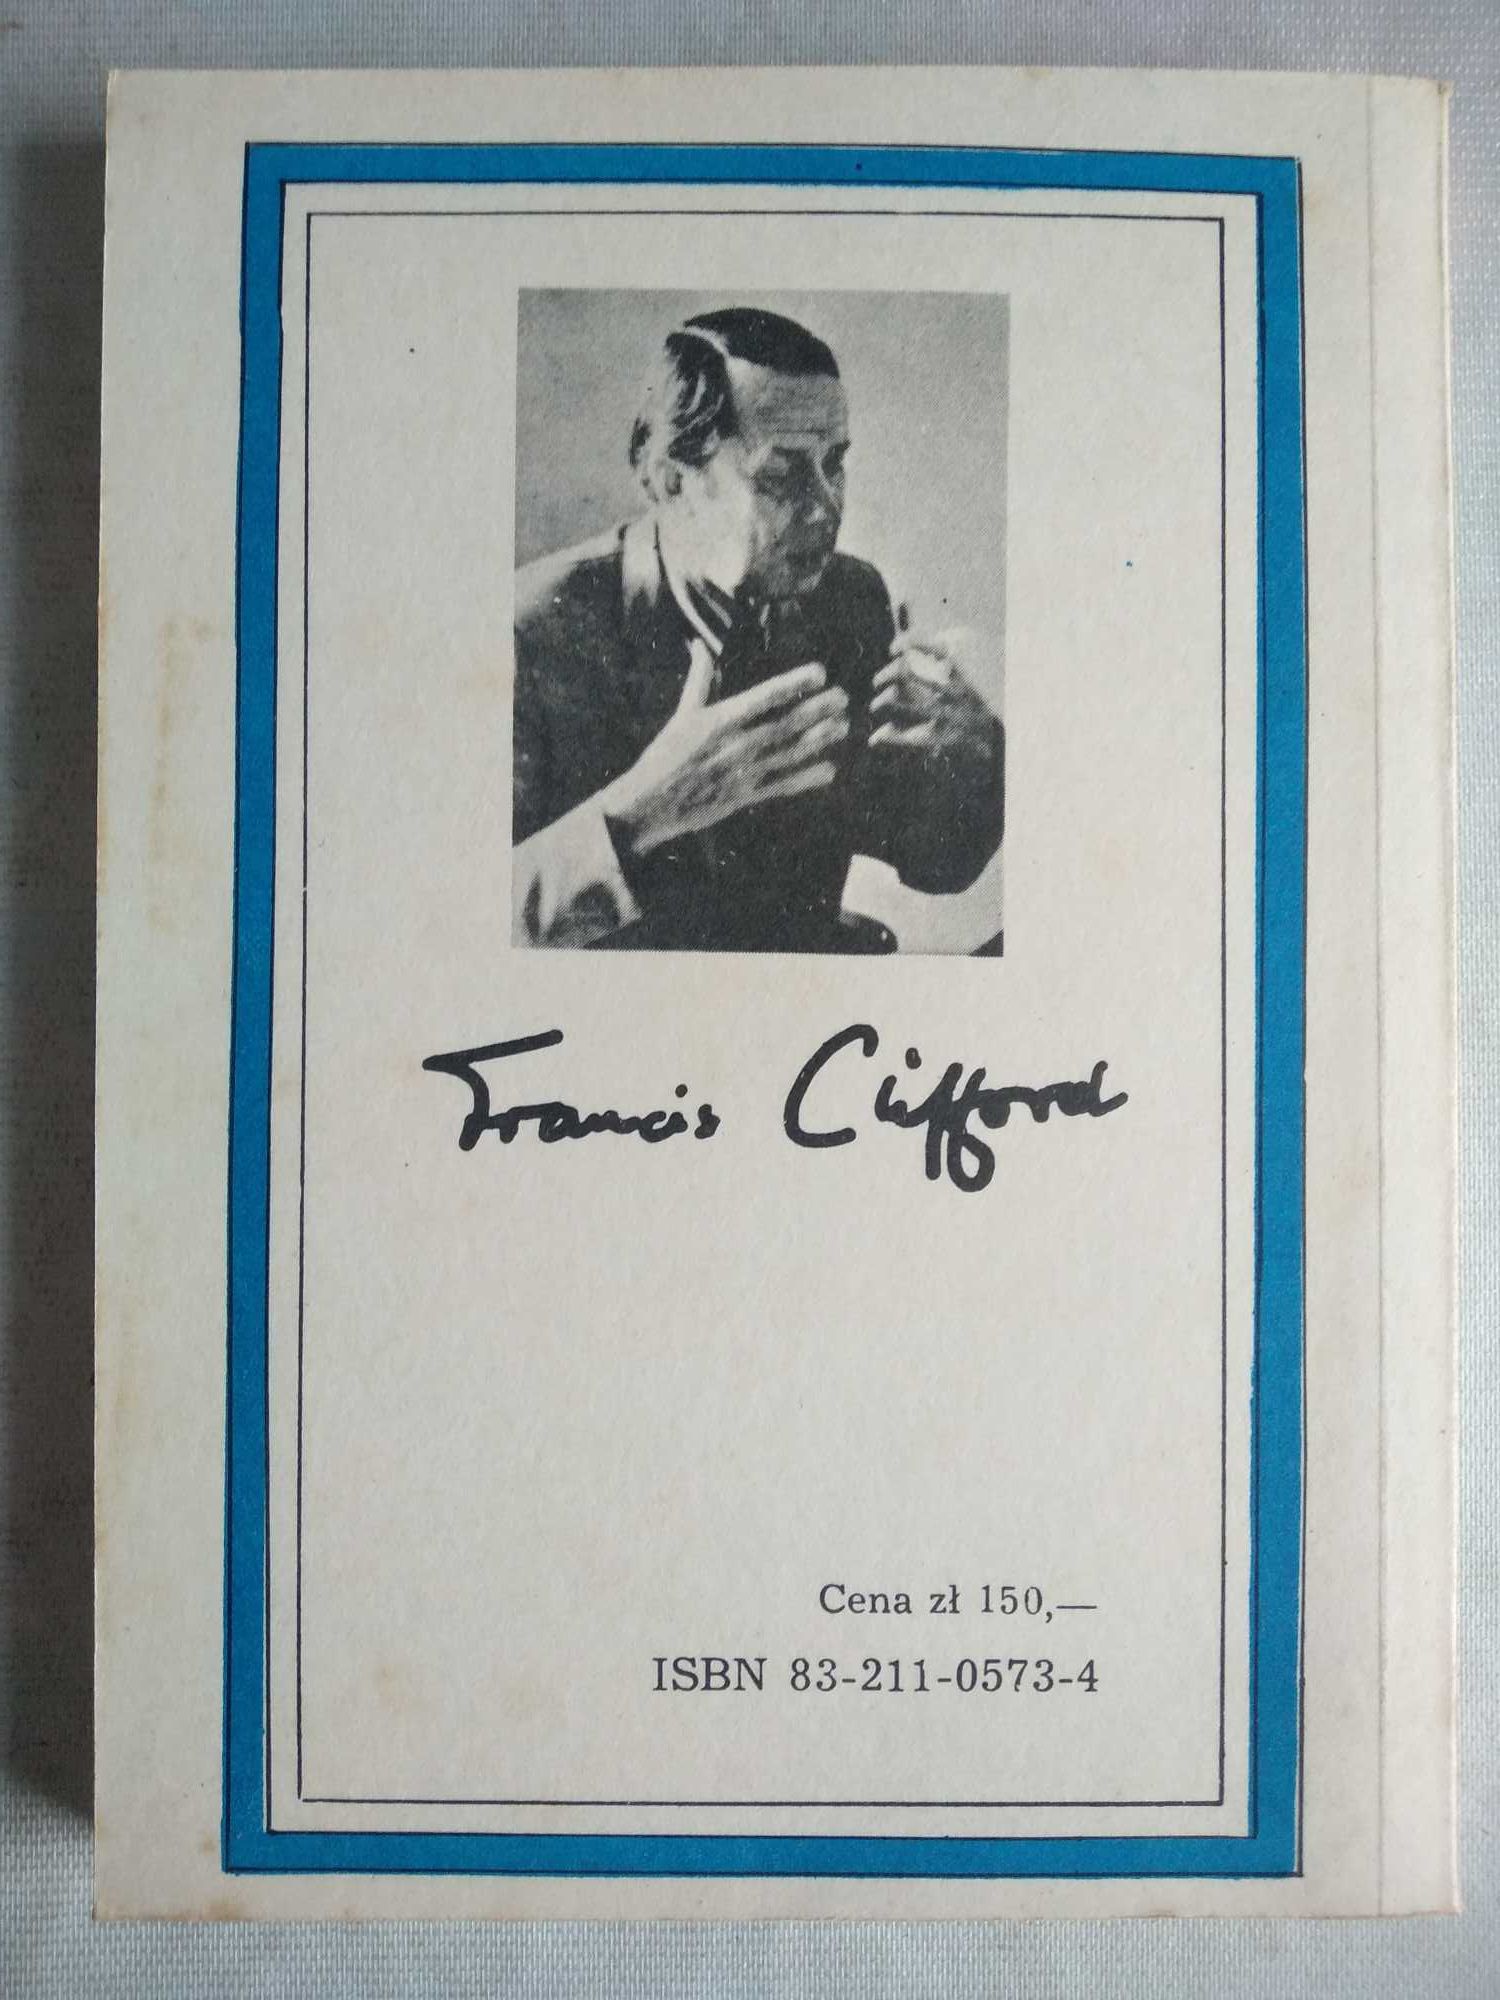 Francis Clifford
Cena zł 150,—
ISBN 83-211-0573-4